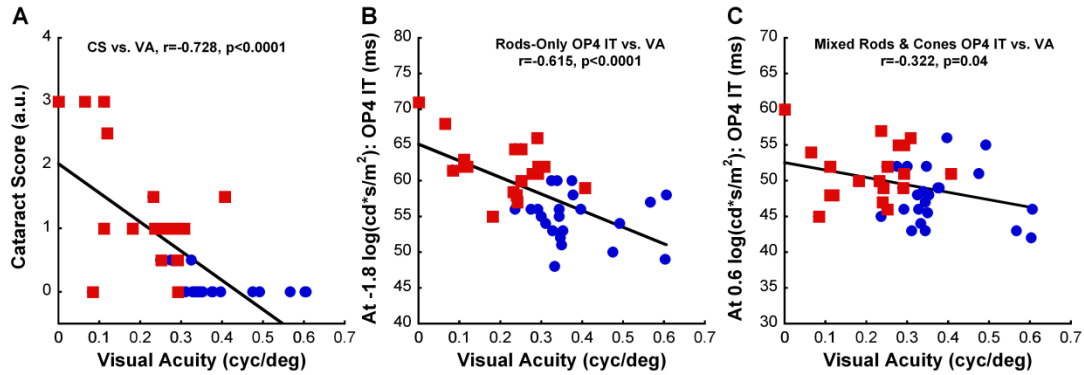 A
CS vs. VA, r=-0.728, p<0.0001
Cataract Score (a.u.)
4
3
2
1
0
0 0.1 0.2 0.3 0.4 0.5 0.6 0.7
Visual Acuity (cyc/deg)
B
Rods-Only OP4 IT vs. VA
r=-0.615, p<0.0001
At -1.8 log(cd*s/m²): OP4 IT (ms)
80
75
70
65
60
55
50
45
40
0 0.1 0.2 0.3 0.4 0.5 0.6 0.7
Visual Acuity (cyc/deg)
C
Mixed Rods & Cones OP4 IT vs. VA
r=-0.322, p=0.04
At 0.6 log(cd*s/m²): OP4 IT (ms)
70
65
60
55
50
45
40
35
30
0 0.1 0.2 0.3 0.4 0.5 0.6 0.7
Visual Acuity (cyc/deg)